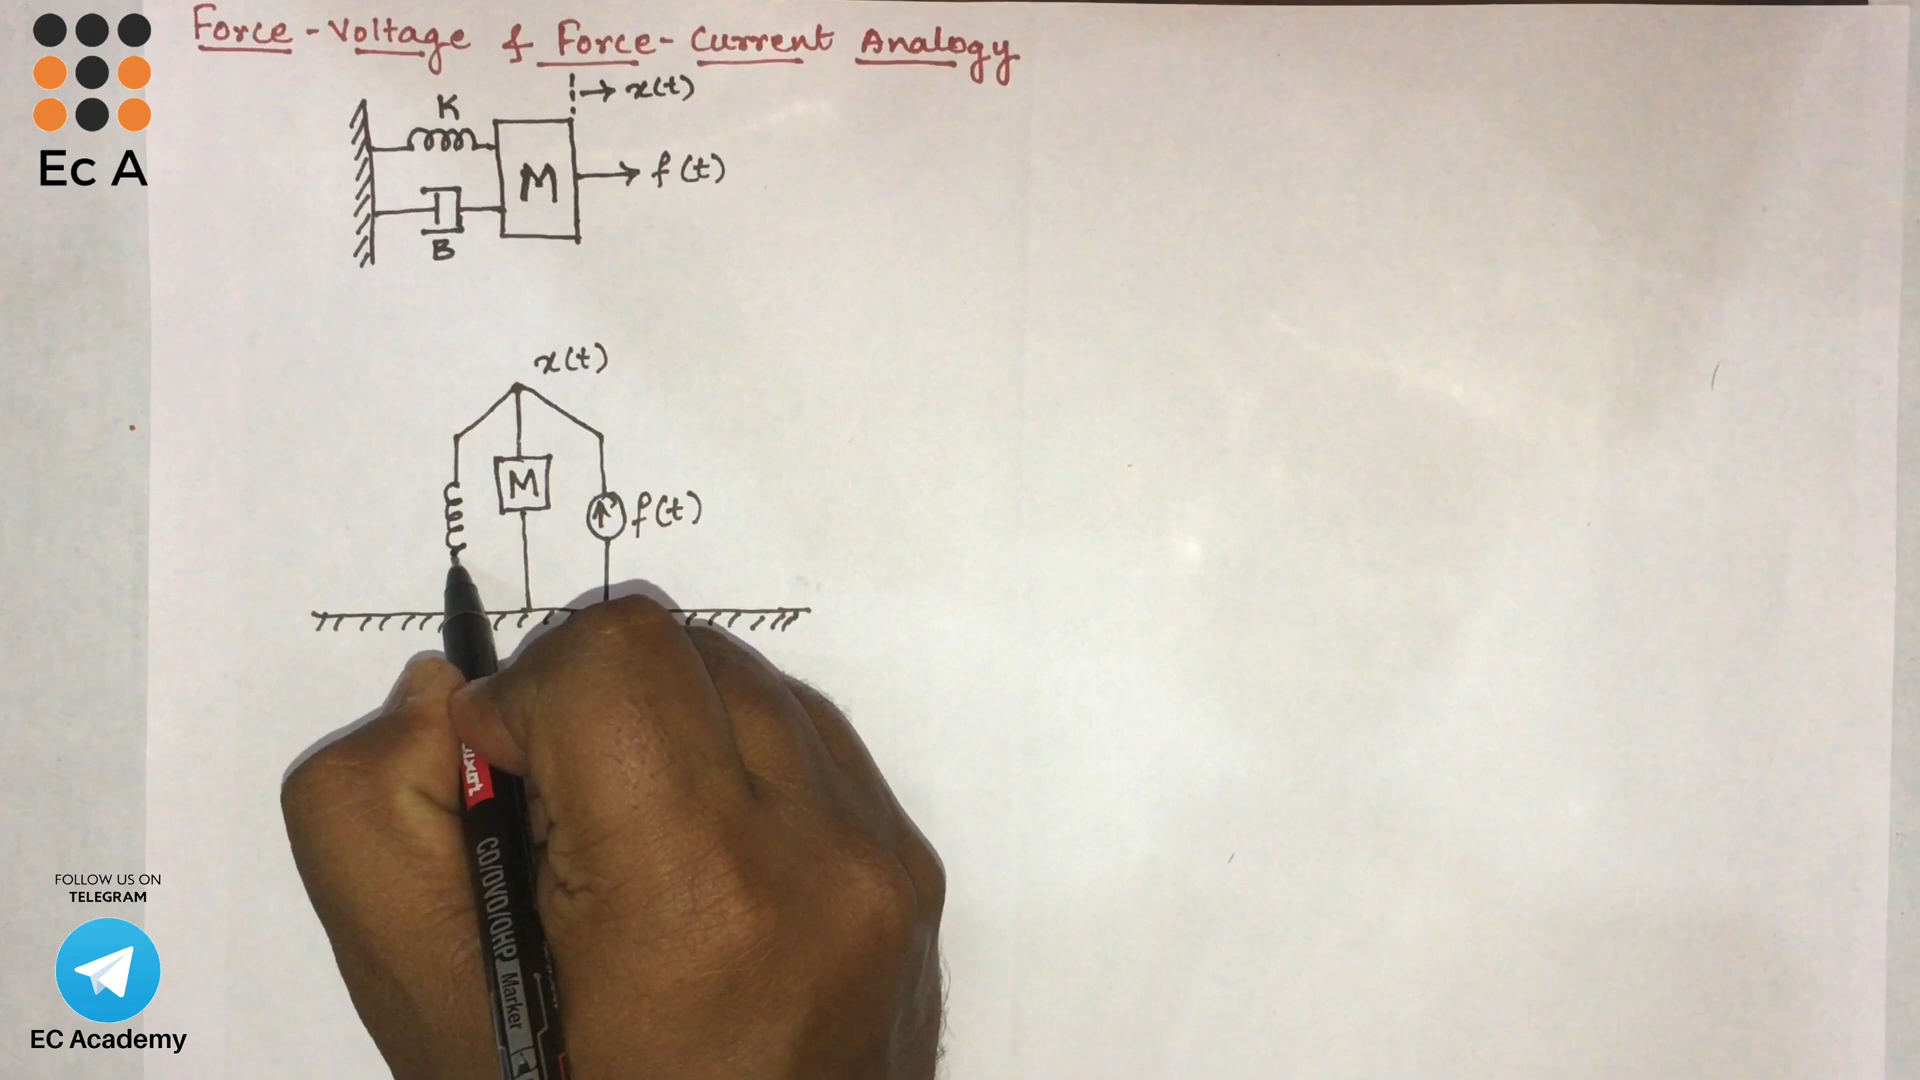 Force - Voltage & Force - Current Analogy
→ x(t)
K
M
f(t)
B
Ec A
x(t)
M
f(t)
CD/DVD/OHP Marker
FOLLOW US ON
TELEGRAM
EC Academy